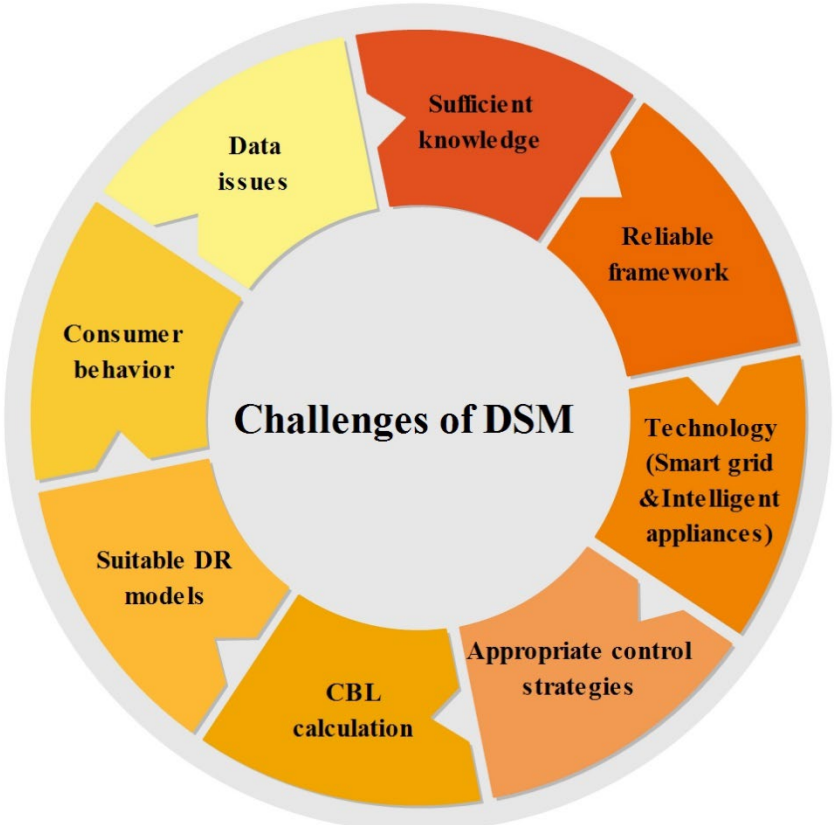 Sufficient
knowledge
Reliable
framework
Technology
(Smart grid
&Intelligent
appliances)
Appropriate control
strategies
CBL
calculation
Suitable DR
models
Consumer
behavior
Data
issues
Challenges of DSM